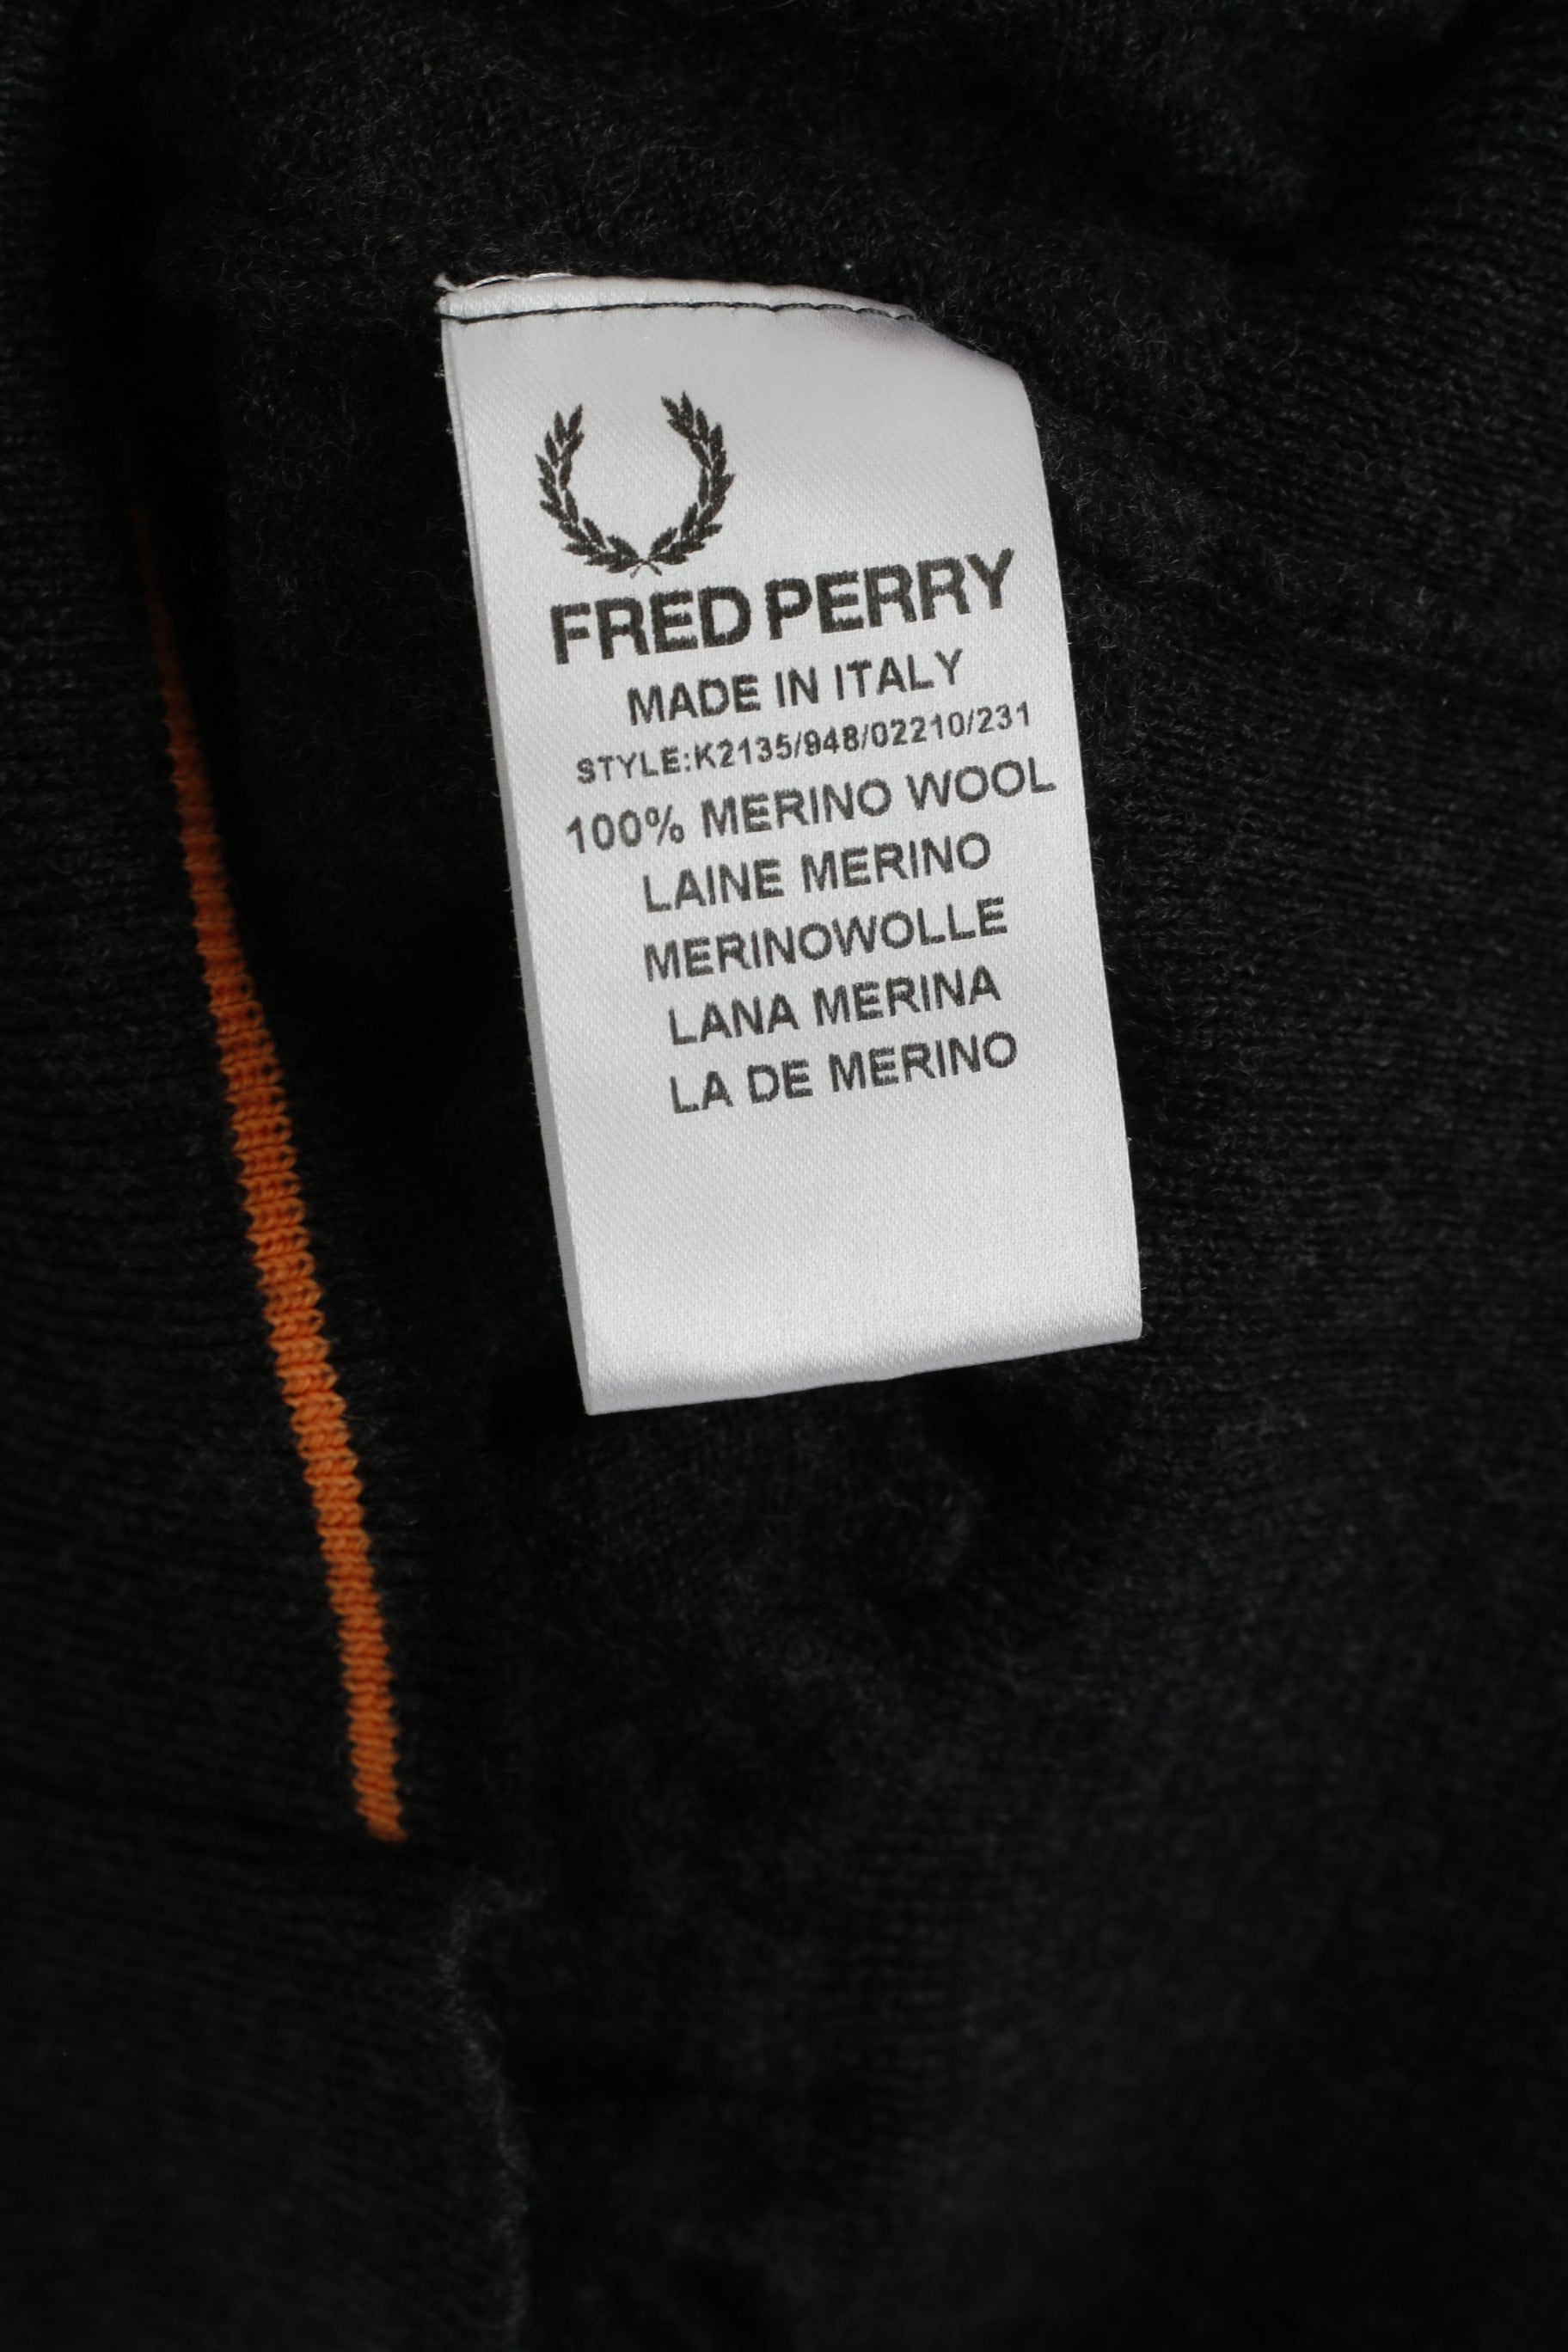 FRED PERRY
MADE IN ITALY
STYLE:K2135/948/02210/231
100% MERINO WOOL
LAINE MERINO
MERINOWOLLE
LANA MERINA
LA DE MERINO